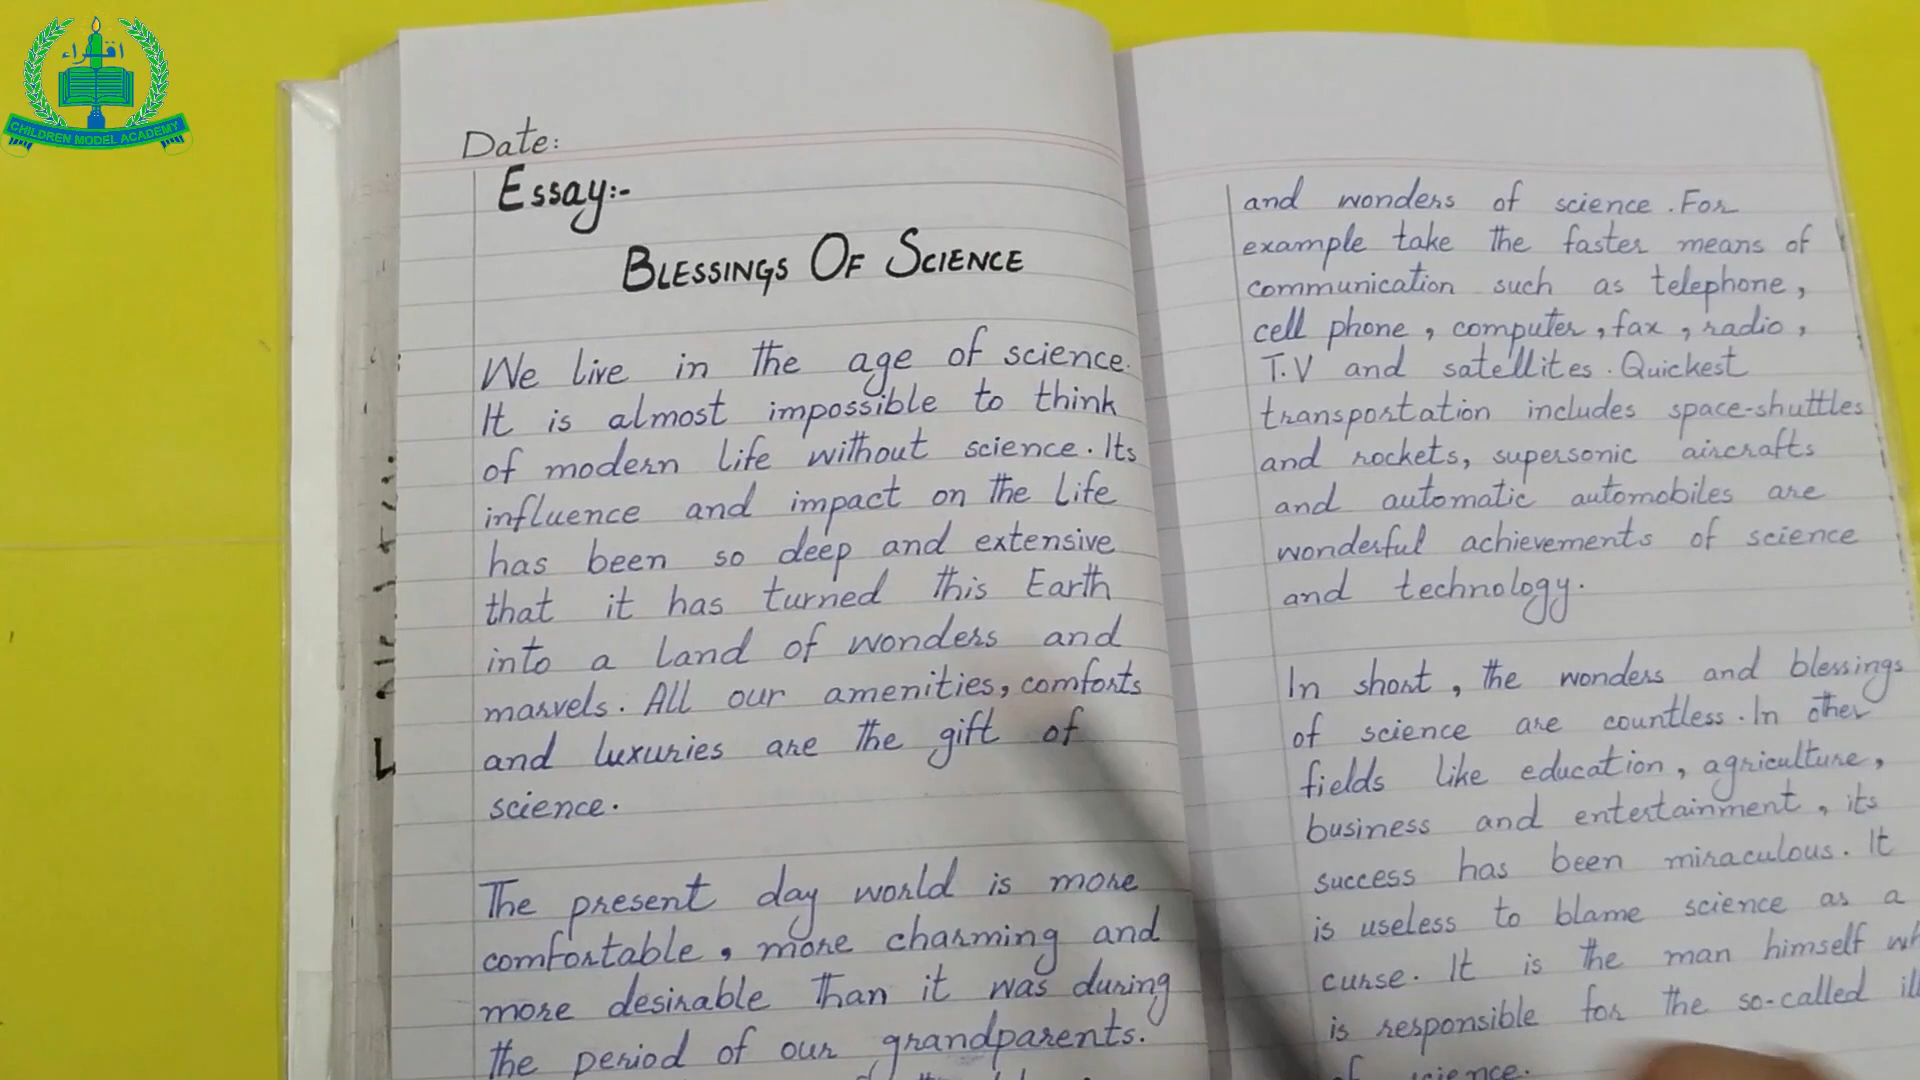 اقراء
CHILDREN MODEL ACADEMY
Date:
Essay:-
BLESSINGS OF SCIENCE
We live in the age of science.
It is almost impossible to think
of modern life without science. Its
influence and impact on the life
has been so deep and extensive
that it has turned this Earth
into a land of wonders and
marvels. All our amenities, comforts
and luxuries are the gift of
science.
The present day world is more
comfortable, more charming and
more desirable than it was during
the period of our grandparents.
and wonders of science. For
example take the faster means of
communication such as telephone,
cell phone, computer, fax, radio,
T.V and satellites. Quickest
transportation includes space-shuttles
and rockets, supersonic aircrafts
and automatic automobiles are
wonderful achievements of science
and technology.
In short, the wonders and blessings
of science are countless. In other
fields like education, agriculture,
business and entertainment, its
success has been miraculous. It
is useless to blame science as a
curse. It is the man himself
is responsible for the so-called
of science.